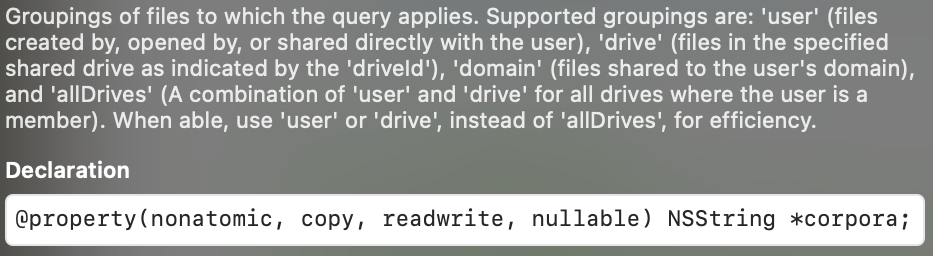 Groupings of files to which the query applies. Supported groupings are: 'user' (files
created by, opened by, or shared directly with the user), 'drive' (files in the specified
shared drive as indicated by the 'driveId'), 'domain' (files shared to the user's domain),
and 'allDrives' (A combination of 'user' and 'drive' for all drives where the user is a
member). When able, use 'user' or 'drive', instead of 'allDrives', for efficiency.
Declaration
@property(nonatomic, copy, readwrite, nullable) NSString *corpora;